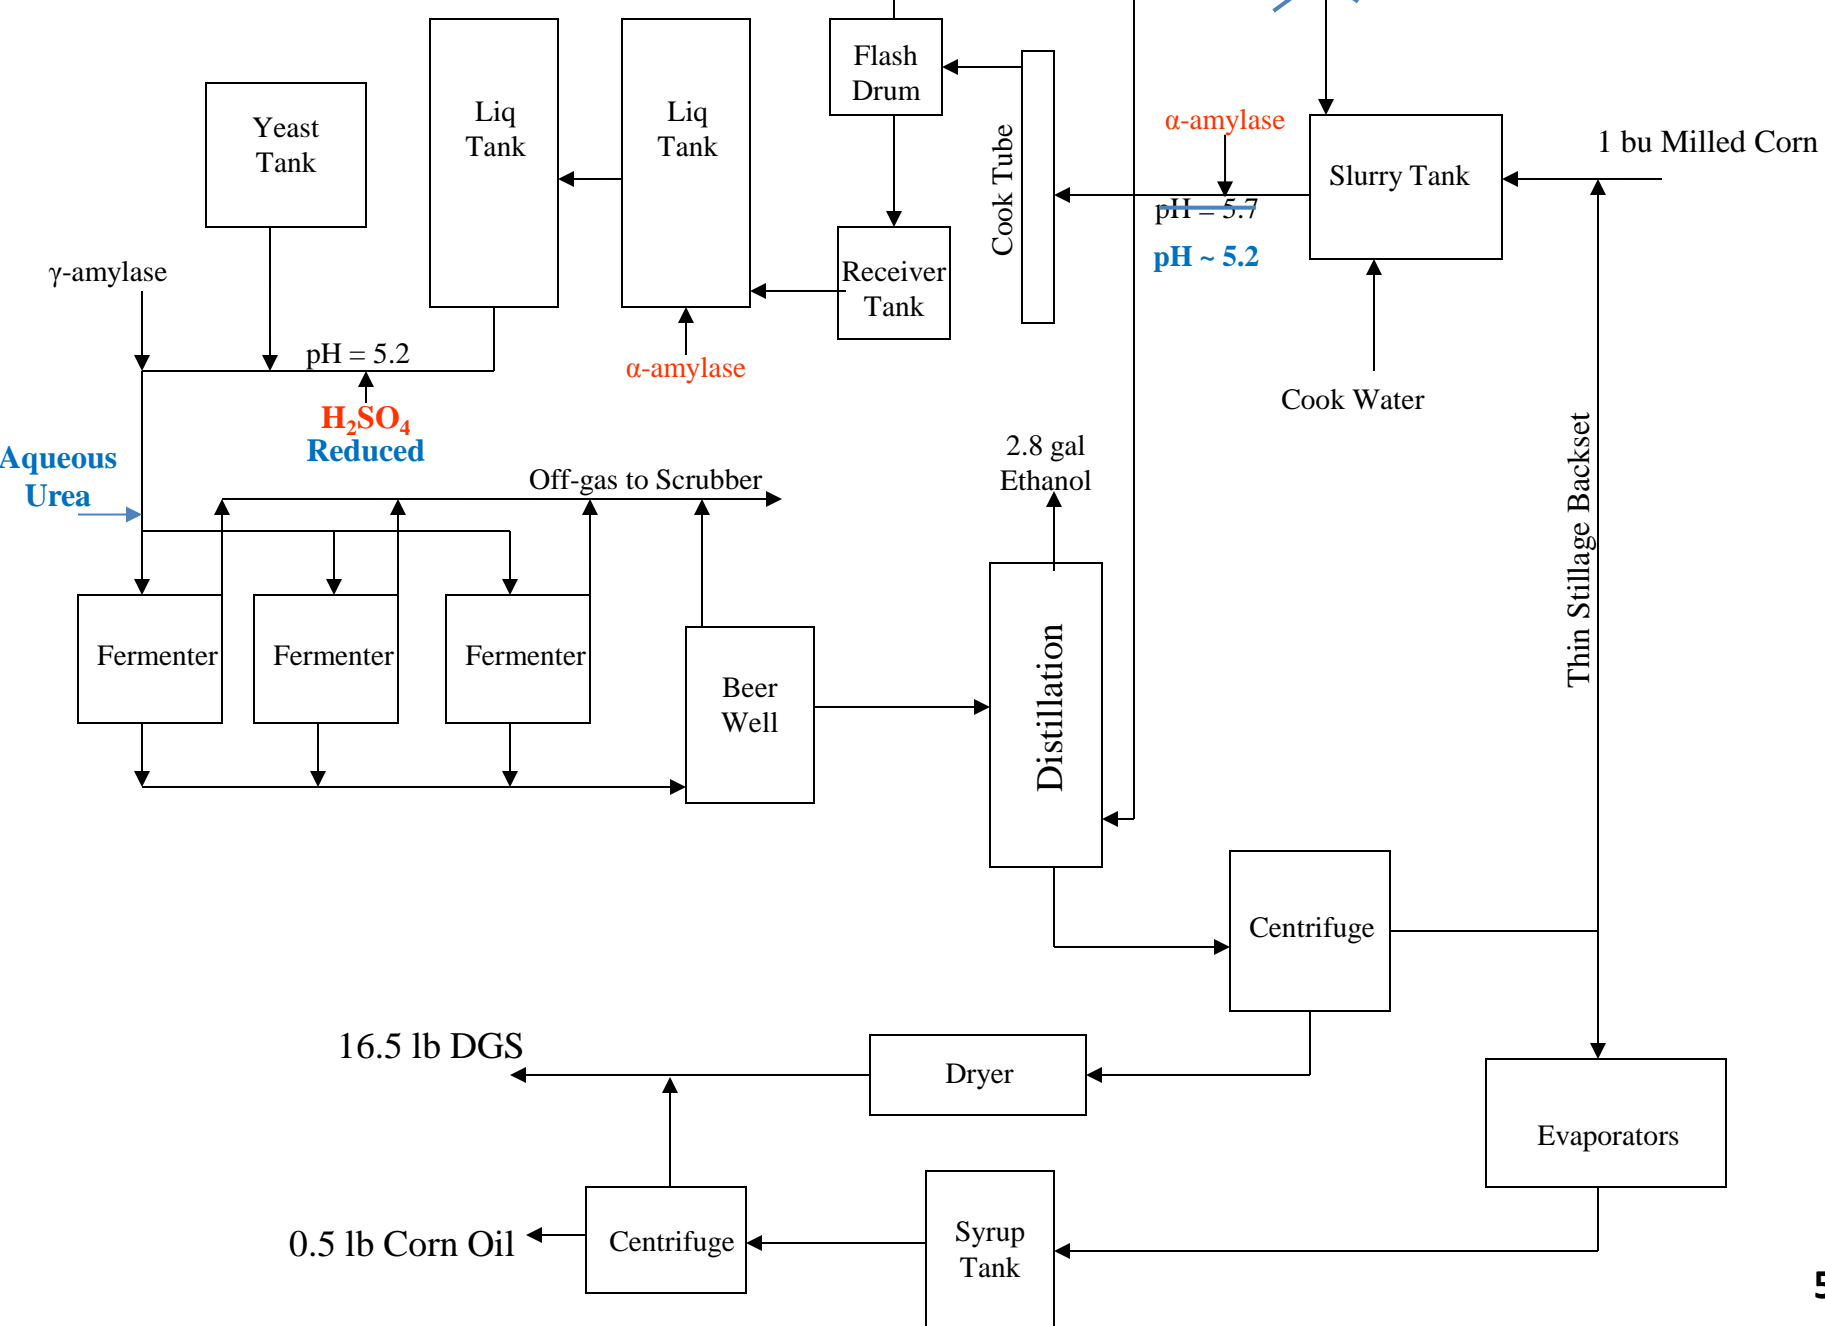 Flash
Drum
Liq
Tank
Liq
Tank
Yeast
Tank
α-amylase
1 bu Milled Corn
Cook Tube
Slurry Tank
pH = 5.7
pH ~ 5.2
γ-amylase
Receiver
Tank
pH = 5.2
α-amylase
H₂SO₄
Reduced
Cook Water
Aqueous
Urea
Off-gas to Scrubber
2.8 gal
Ethanol
Thin Stillage Backset
Fermenter
Fermenter
Fermenter
Beer
Well
Distillation
Centrifuge
16.5 lb DGS
Dryer
Evaporators
0.5 lb Corn Oil
Centrifuge
Syrup
Tank
5